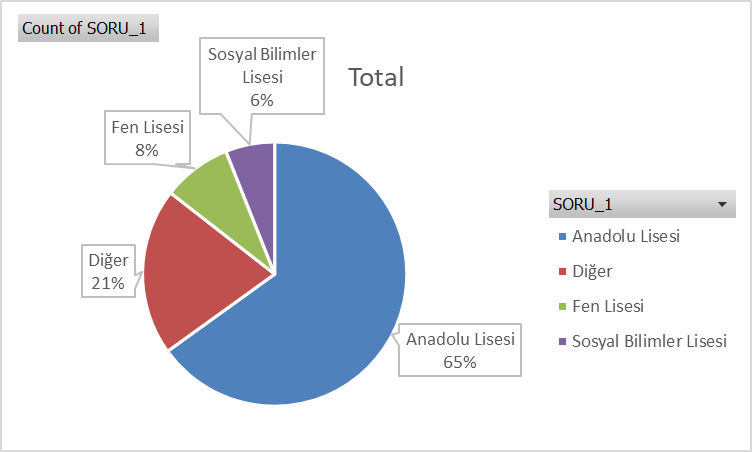 Count of SORU_1
Total
Sosyal Bilimler
Lisesi
6%
Fen Lisesi
8%
Diğer
21%
Anadolu Lisesi
65%
SORU_1
Anadolu Lisesi
Diğer
Fen Lisesi
Sosyal Bilimler Lisesi